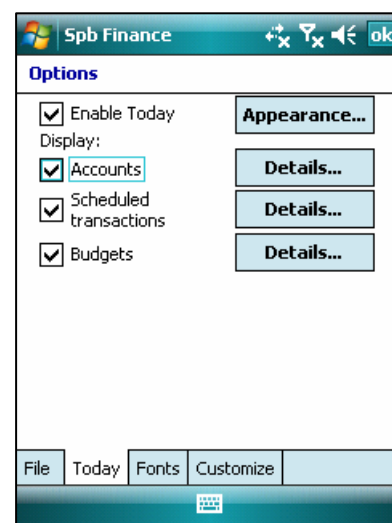 Spb Finance ok
Options
Enable Today Appearance...
Display:
Accounts Details...
Scheduled
transactions Details...
Budgets Details...
File Today Fonts Customize